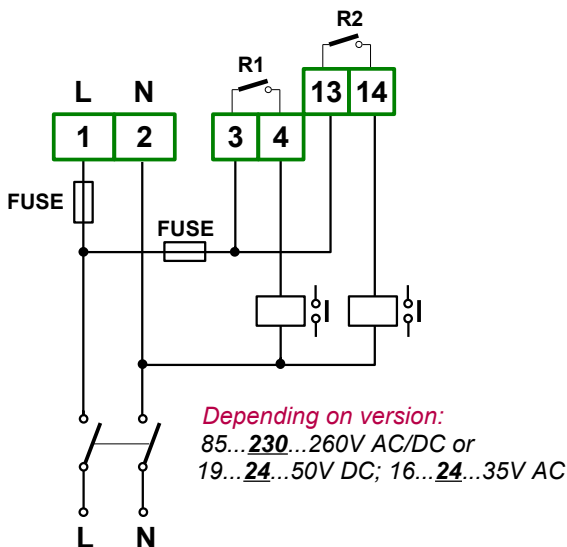 R2
R1
L N
13 14
1 2
3 4
FUSE
FUSE
Depending on version:
85...230...260V AC/DC or
19...24...50V DC; 16...24...35V AC
L N